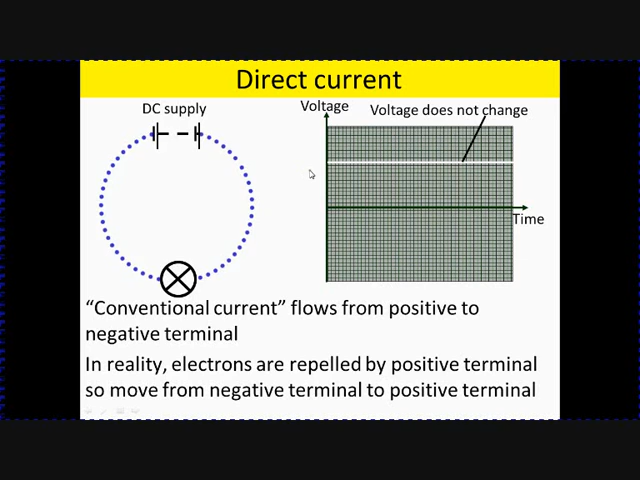 Direct current
DC supply
Voltage
Voltage does not change
Time
“Conventional current” flows from positive to
negative terminal
In reality, electrons are repelled by positive terminal
so move from negative terminal to positive terminal